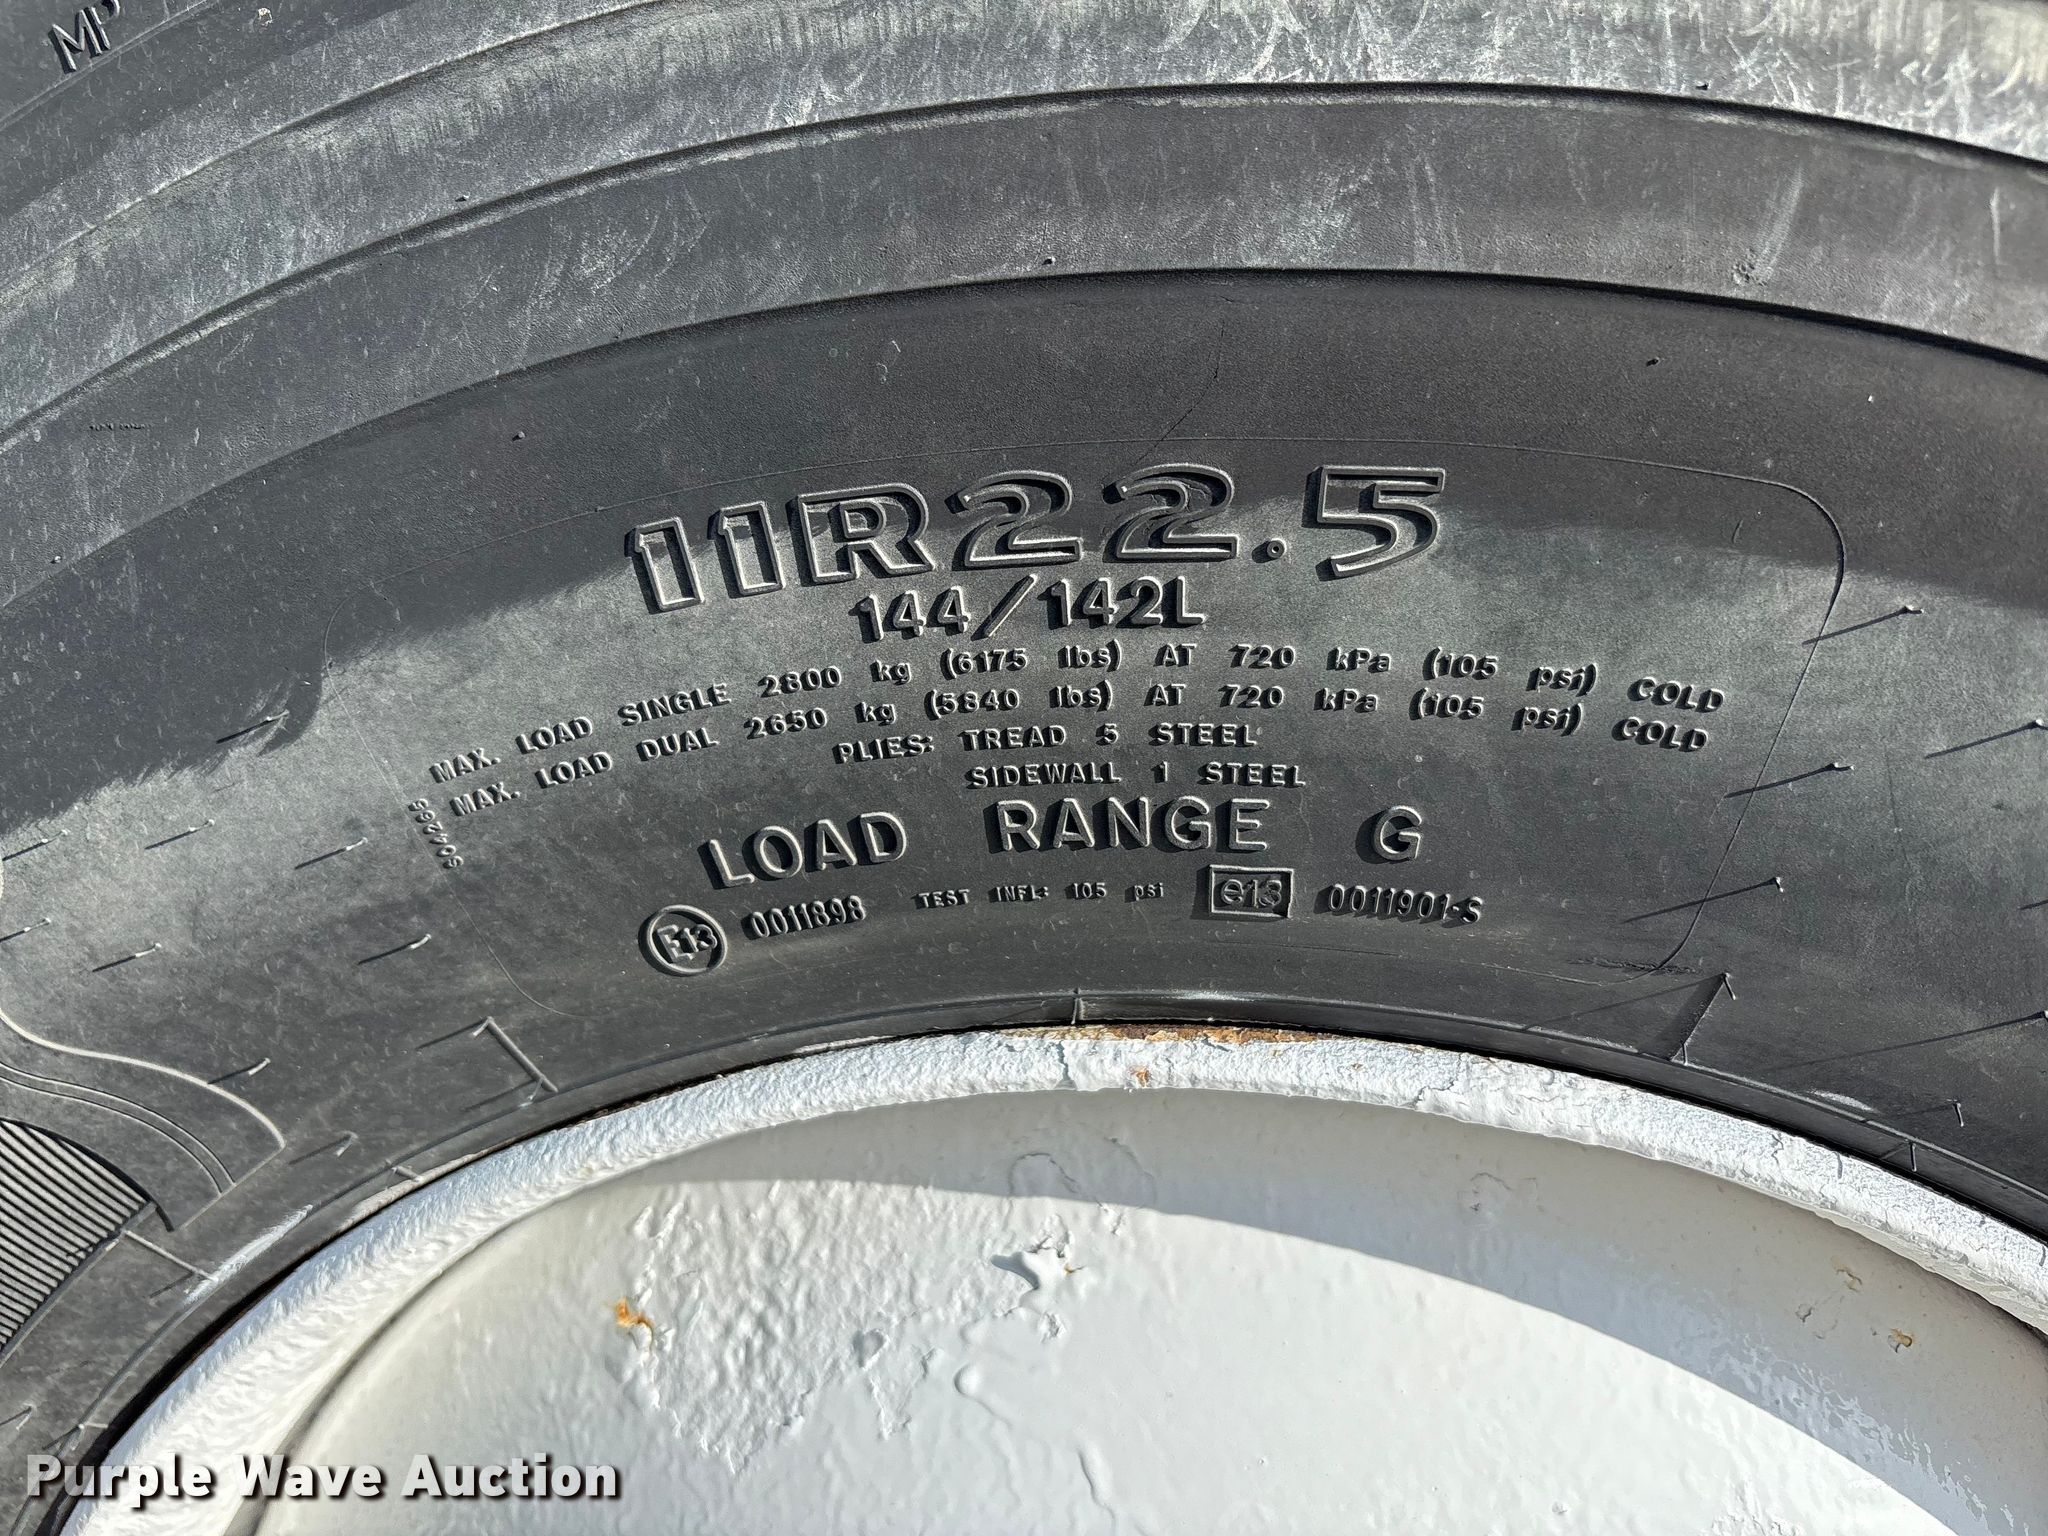 MP
11R22.5
144/142L
MAX. LOAD SINGLE 2800 kg (6175 lbs) AT 720 kPa (105 psi) COLD
MAX. LOAD DUAL 2650 kg (5840 lbs) AT 720 kPa (105 psi) COLD
PLIES: TREAD 5 STEEL
SIDEWALL 1 STEEL
S04265
LOAD RANGE G
E13 0011898 TEST INFL: 105 psi e13 0011901-S
Purple Wave Auction